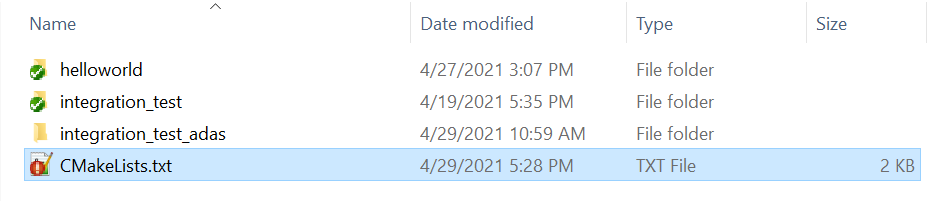 Name Date modified Type Size
helloworld 4/27/2021 3:07 PM File folder
integration_test 4/19/2021 5:35 PM File folder
integration_test_adas 4/29/2021 10:59 AM File folder
CMakeLists.txt 4/29/2021 5:28 PM TXT File 2 KB